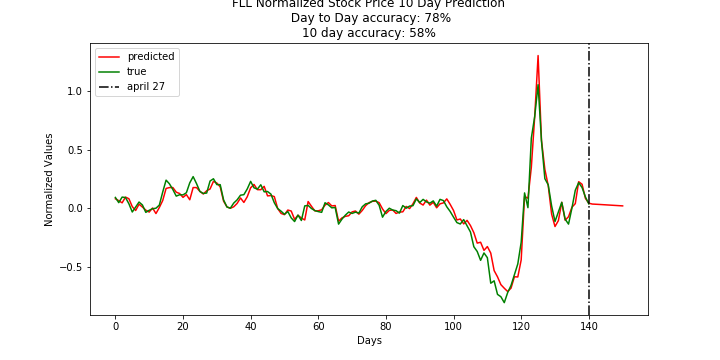 FLL Normalized Stock Price 10 Day Prediction
Day to Day accuracy: 78%
10 day accuracy: 58%
predicted
true
april 27
Normalized Values
1.0
0.5
0.0
−0.5
0
20
40
60
80
100
120
140
Days